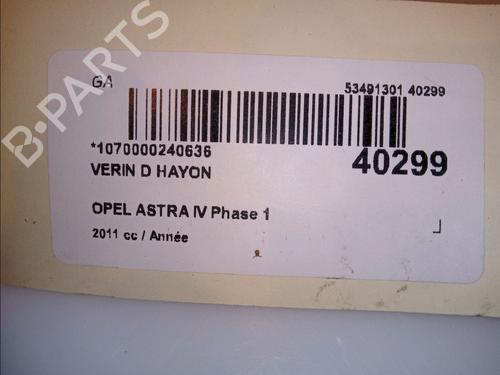 GA
53491301 40299
*1070000240636
40299
VERIN D HAYON
OPEL ASTRA IV Phase 1
2011 cc / Année
B-PARTS